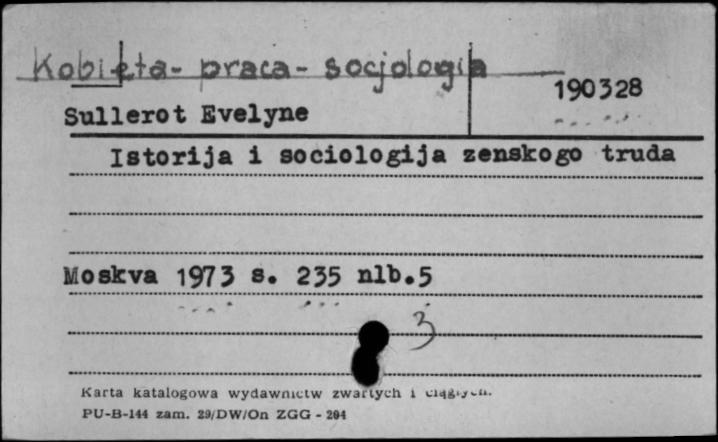 Kobieta - praca - socjologia
190328
Sullerot Evelyne
Istorija i sociologija zenskogo truda
Moskva 1973 s. 235 nlb.5
3
Karta katalogowa wydawnictw zwartych i ciągłych.
PU-B-144 zam. 29/DW/On ZGG - 294